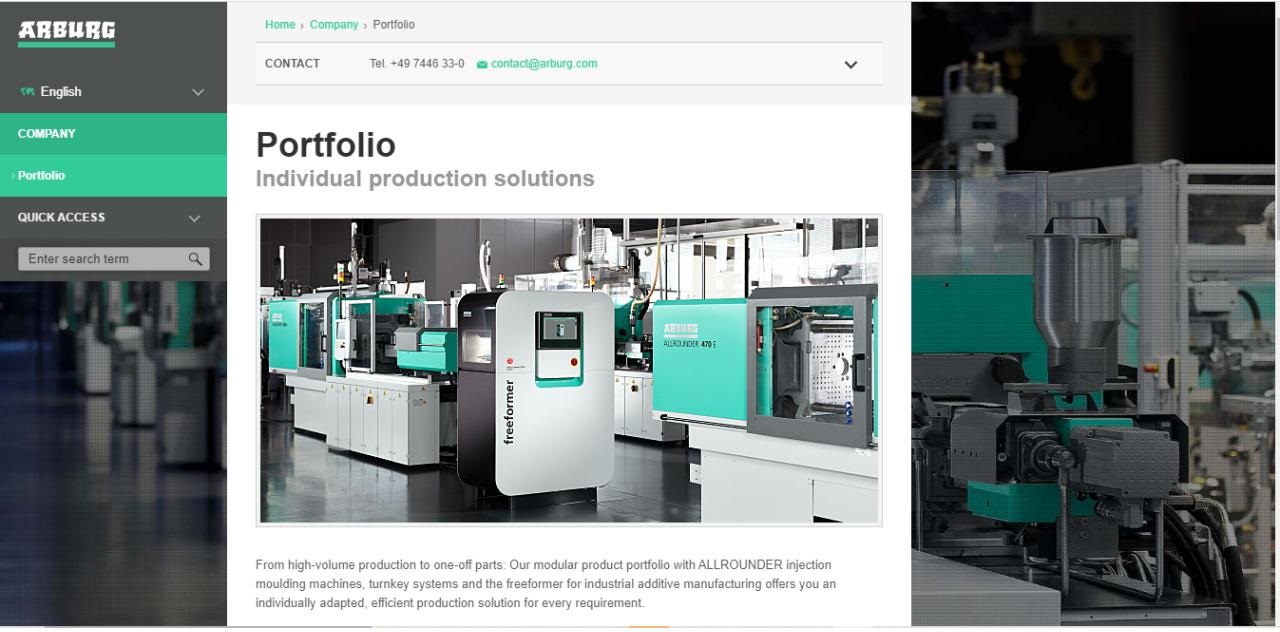 ARBURG
English
COMPANY
› Portfolio
QUICK ACCESS
Enter search term
Home › Company › Portfolio
CONTACT Tel. +49 7446 33-0 contact@arburg.com
Portfolio
Individual production solutions
freeformer
ARBURG
ALLROUNDER 470 E
From high-volume production to one-off parts: Our modular product portfolio with ALLROUNDER injection
moulding machines, turnkey systems and the freeformer for industrial additive manufacturing offers you an
individually adapted, efficient production solution for every requirement.